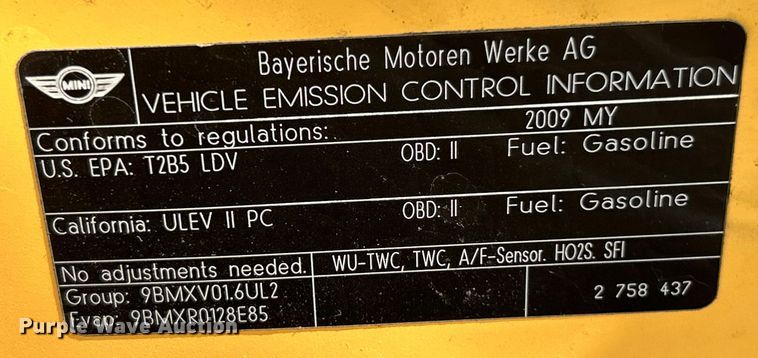 MINI
Bayerische Motoren Werke AG
VEHICLE EMISSION CONTROL INFORMATION
Conforms to regulations: 2009 MY
U.S. EPA: T2B5 LDV OBD: II Fuel: Gasoline
California: ULEV II PC OBD: II Fuel: Gasoline
No adjustments needed. WU-TWC, TWC, A/F-Sensor. HO2S. SFI
Group: 9BMXV01.6UL2
Evap: 9BMXR0128E85 2 758 437
Purple Wave Auction